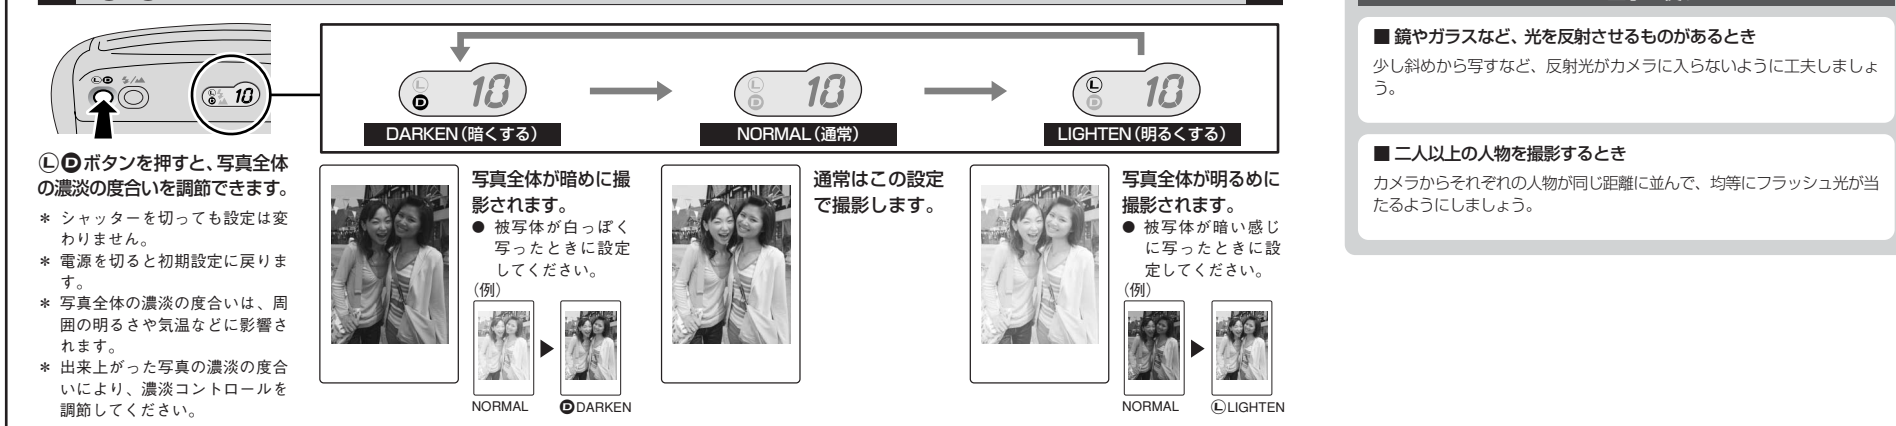 ⓁⒹ
10
10
DARKEN（暗くする）
10
NORMAL（通常）
10
LIGHTEN（明るくする）
ⓁⒹボタンを押すと、写真全体
の濃淡の度合いを調節できます。
＊ シャッターを切っても設定は変
わりません。
＊ 電源を切ると初期設定に戻りま
す。
＊ 写真全体の濃淡の度合いは、周
囲の明るさや気温などに影響さ
れます。
＊ 出来上がった写真の濃淡の度合
いにより、濃淡コントロールを
調節してください。
写真全体が暗めに撮
影されます。
● 被写体が白っぽく
写ったときに設定
してください。
（例）
NORMAL
ⒹDARKEN
通常はこの設定
で撮影します。
写真全体が明るめに
撮影されます。
● 被写体が暗い感じ
に写ったときに設
定してください。
（例）
NORMAL
ⓁLIGHTEN
■ 鏡やガラスなど、光を反射させるものがあるとき
少し斜めから写すなど、反射光がカメラに入らないように工夫しましょ
う。
■ 二人以上の人物を撮影するとき
カメラからそれぞれの人物が同じ距離に並んで、均等にフラッシュ光が当
たるようにしましょう。